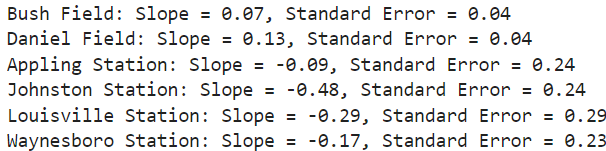 Bush Field: Slope = 0.07, Standard Error = 0.04
Daniel Field: Slope = 0.13, Standard Error = 0.04
Appling Station: Slope = -0.09, Standard Error = 0.24
Johnston Station: Slope = -0.48, Standard Error = 0.24
Louisville Station: Slope = -0.29, Standard Error = 0.29
Waynesboro Station: Slope = -0.17, Standard Error = 0.23